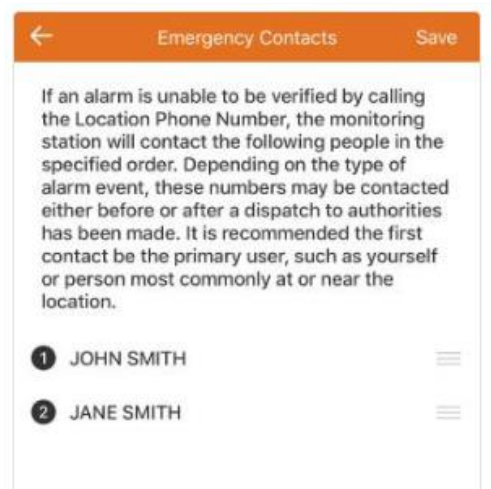 Emergency Contacts Save
If an alarm is unable to be verified by calling
the Location Phone Number, the monitoring
station will contact the following people in the
specified order. Depending on the type of
alarm event, these numbers may be contacted
either before or after a dispatch to authorities
has been made. It is recommended the first
contact be the primary user, such as yourself
or person most commonly at or near the
location.
1 JOHN SMITH
2 JANE SMITH